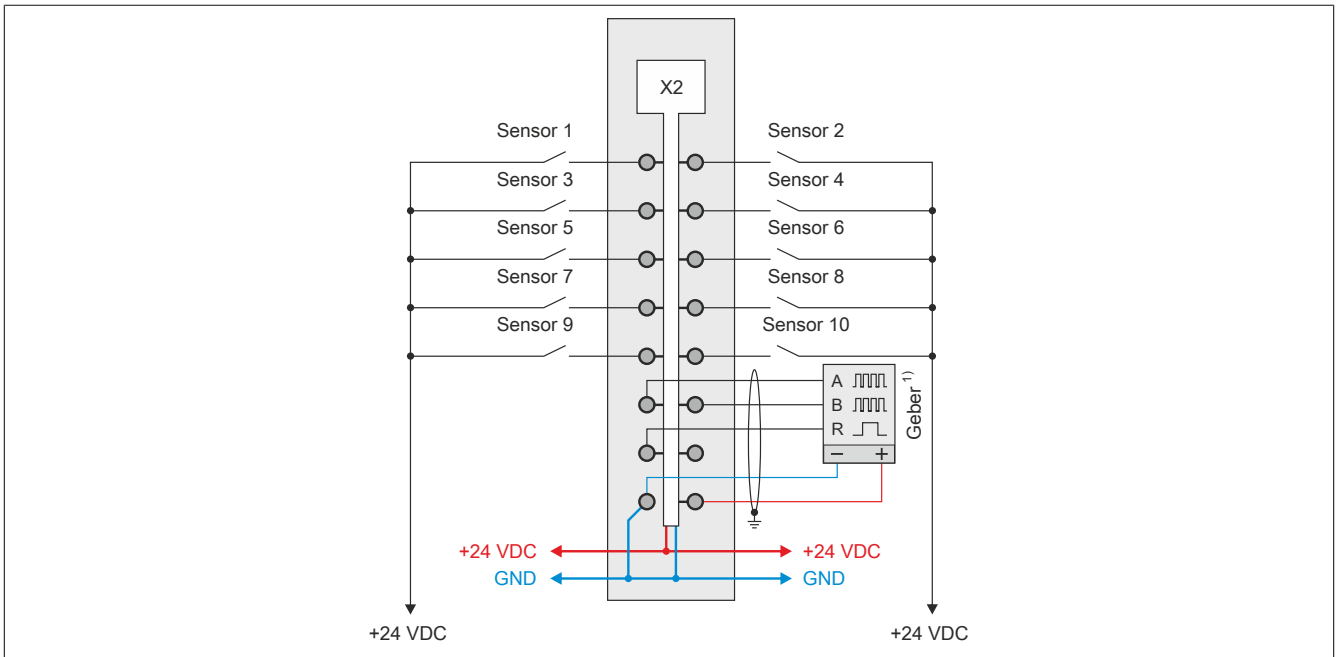 X2
Sensor 1
Sensor 2
Sensor 3
Sensor 4
Sensor 5
Sensor 6
Sensor 7
Sensor 8
Sensor 9
Sensor 10
A
B
R
− +
Geber 1)
+24 VDC
+24 VDC
GND
GND
+24 VDC
+24 VDC